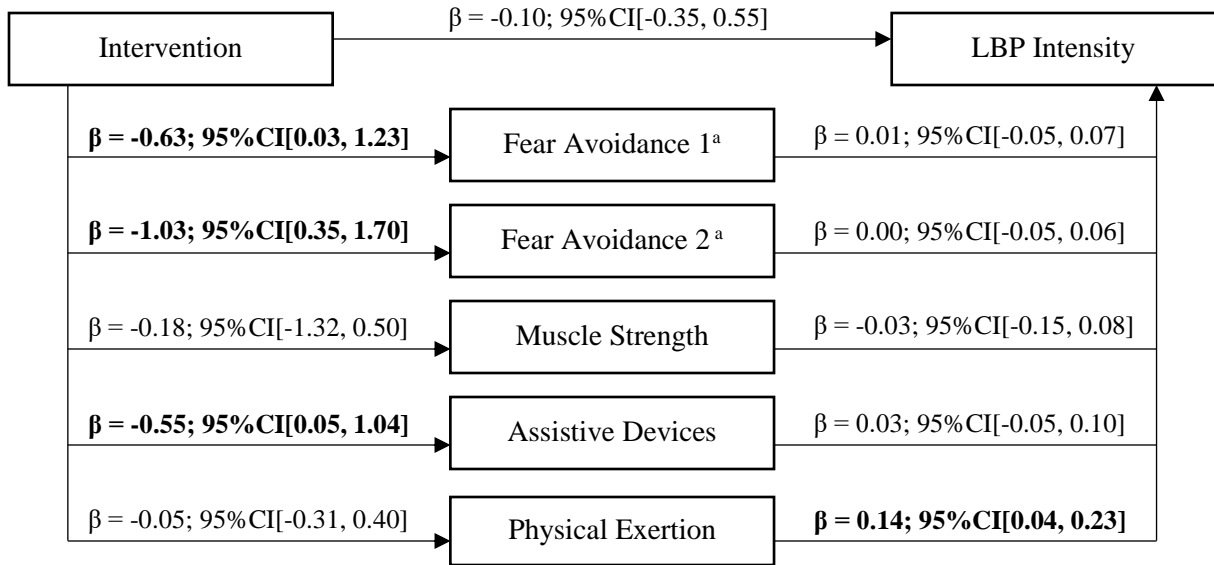 β = -0.10; 95%CI[-0.35, 0.55]
Intervention
LBP Intensity
β = -0.63; 95%CI[0.03, 1.23]
Fear Avoidance 1ᵃ
β = 0.01; 95%CI[-0.05, 0.07]
β = -1.03; 95%CI[0.35, 1.70]
Fear Avoidance 2 ᵃ
β = 0.00; 95%CI[-0.05, 0.06]
β = -0.18; 95%CI[-1.32, 0.50]
Muscle Strength
β = -0.03; 95%CI[-0.15, 0.08]
β = -0.55; 95%CI[0.05, 1.04]
Assistive Devices
β = 0.03; 95%CI[-0.05, 0.10]
β = -0.05; 95%CI[-0.31, 0.40]
Physical Exertion
β = 0.14; 95%CI[0.04, 0.23]